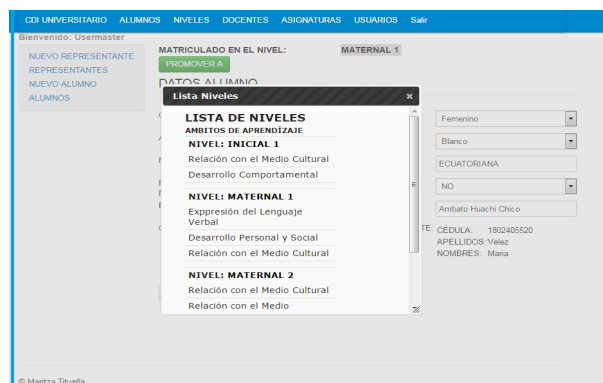 CDI UNIVERSITARIO ALUMNOS NIVELES DOCENTES ASIGNATURAS USUARIOS Salir
Bienvenido: Usermaster
NUEVO REPRESENTANTE
REPRESENTANTES
NUEVO ALUMNO
ALUMNOS
MATRICULADO EN EL NIVEL: MATERNAL 1
PROMOVER A
DATOS ALUMNO
Lista Niveles
LISTA DE NIVELES
AMBITOS DE APRENDÍZAJE
NIVEL: INICIAL 1
Relación con el Medio Cultural
Desarrollo Comportamental
NIVEL: MATERNAL 1
Exppresión del Lenguaje
Verbal
Desarrollo Personal y Social
Relación con el Medio Cultural
NIVEL: MATERNAL 2
Relación con el Medio Cultural
Relación con el Medio
Femenino
Blanco
ECUATORIANA
NO
Ambato Huachi Chico
TE: CÉDULA: 1802405520
APELLIDOS: Velez
NOMBRES: Maria
© Maritza Tituaña